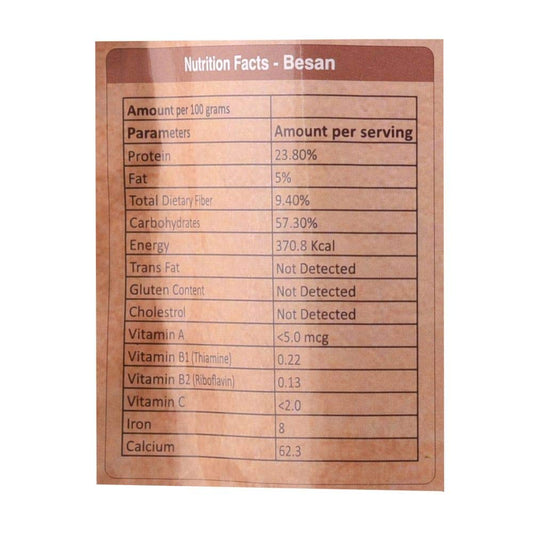 Nutrition Facts - Besan
Amount per 100 grams
Parameters Amount per serving
Protein 23.80%
Fat 5%
Total Dietary Fiber 9.40%
Carbohydrates 57.30%
Energy 370.8 Kcal
Trans Fat Not Detected
Gluten Content Not Detected
Cholestrol Not Detected
Vitamin A <5.0 mcg
Vitamin B1 (Thiamine) 0.22
Vitamin B2 (Riboflavin) 0.13
Vitamin C <2.0
Iron 8
Calcium 62.3